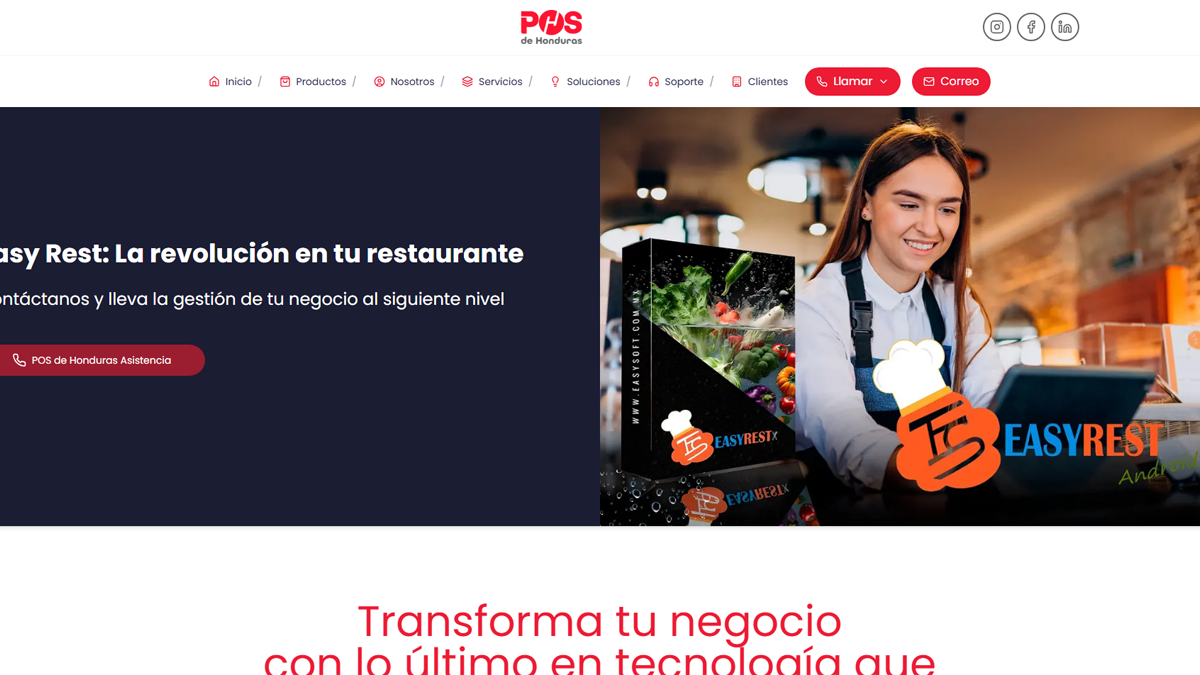 POS
de Honduras
Inicio / Productos / Nosotros / Servicios / Soluciones / Soporte / Clientes Llamar Correo
asy Rest: La revolución en tu restaurante
ontáctanos y lleva la gestión de tu negocio al siguiente nivel
POS de Honduras Asistencia
WWW.EASYSOFT.COM.MX
EASYRESTX
EASYRESTX
EASYREST
Android
Transforma tu negocio
con lo último en tecnología que